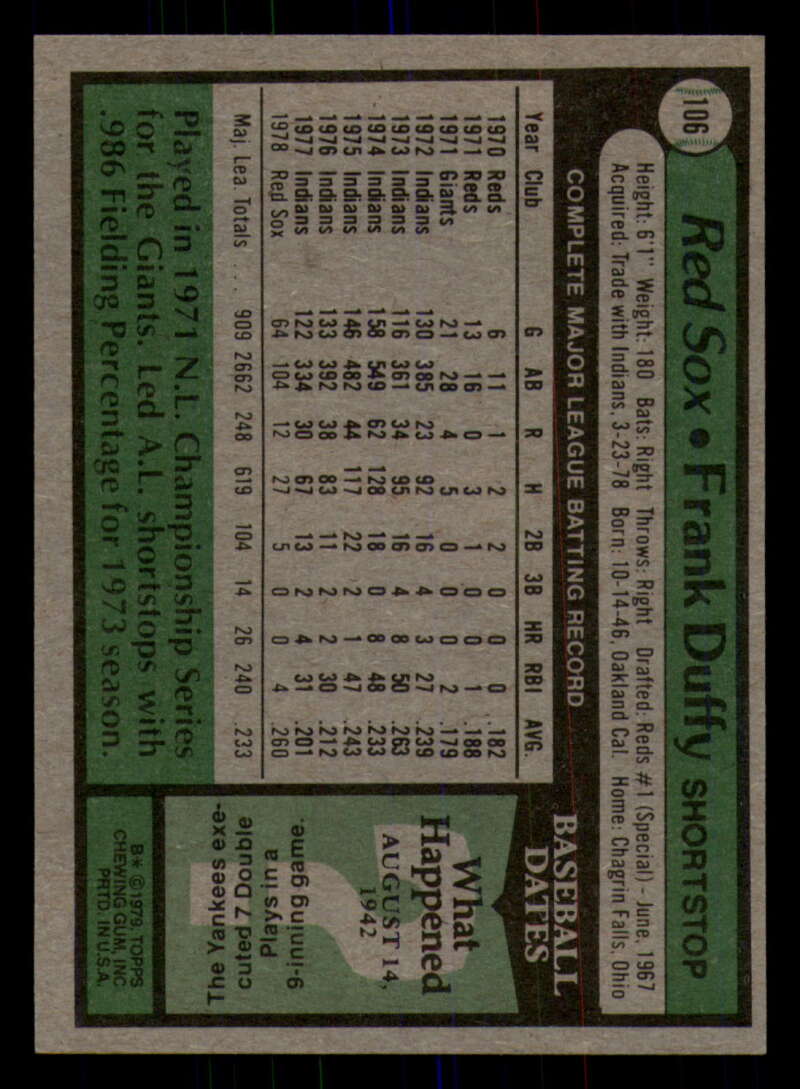 106
Red Sox • Frank Duffy SHORTSTOP
Height: 6'1" Weight: 180 Bats: Right Throws: Right Drafted: Reds #1 (Special) - June, 1967
Acquired: Trade with Indians, 3-23-78 Born: 10-14-46, Oakland Cal. Home: Chagrin Falls, Ohio
COMPLETE MAJOR LEAGUE BATTING RECORD
Year Club G AB R H 2B 3B HR RBI AVG.
1970 Reds 6 11 1 2 2 0 0 0 .182
1971 Reds 13 16 0 3 1 0 0 1 .188
1971 Giants 21 28 4 5 0 0 0 2 .179
1972 Indians 130 385 23 92 16 4 3 27 .239
1973 Indians 116 361 34 95 16 4 8 50 .263
1974 Indians 158 549 62 128 18 0 8 48 .233
1975 Indians 146 482 44 117 22 2 1 47 .243
1976 Indians 133 392 38 83 11 2 2 30 .212
1977 Indians 122 334 30 67 13 2 4 31 .201
1978 Red Sox 64 104 12 27 5 0 0 4 .260
Maj. Lea. Totals . . . 909 2662 248 619 104 14 26 240 .233
Played in 1971 N.L. Championship Series
for the Giants. Led A.L. shortstops with
.986 Fielding Percentage for 1973 season.
BASEBALL
DATES
What
Happened
AUGUST 14,
1942
?
The Yankees exe-
cuted 7 Double
Plays in a
9-inning game.
B* © 1979 TOPPS
CHEWING GUM, INC
PRTD. IN U.S.A.